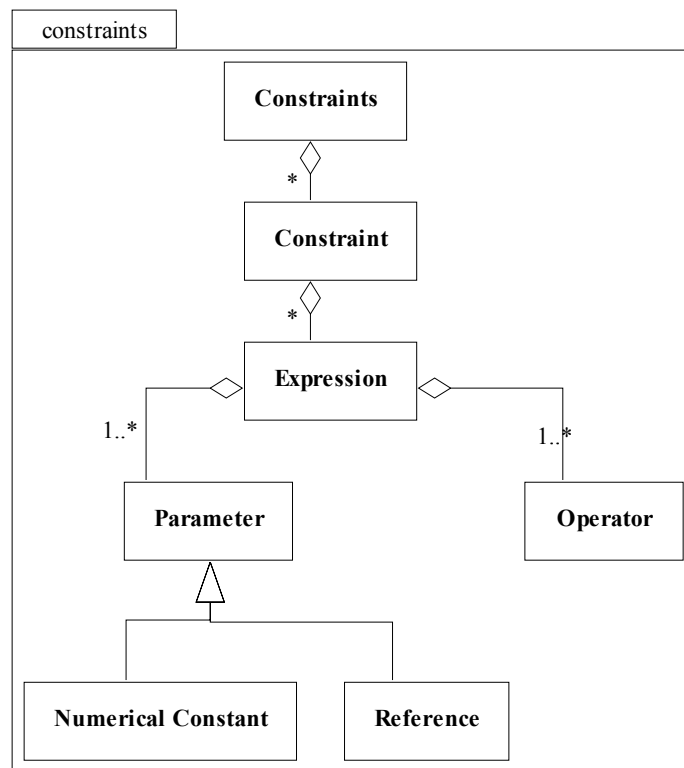 constraints
Constraints
*
Constraint
*
Expression
1..*
1..*
Parameter
Operator
Numerical Constant
Reference